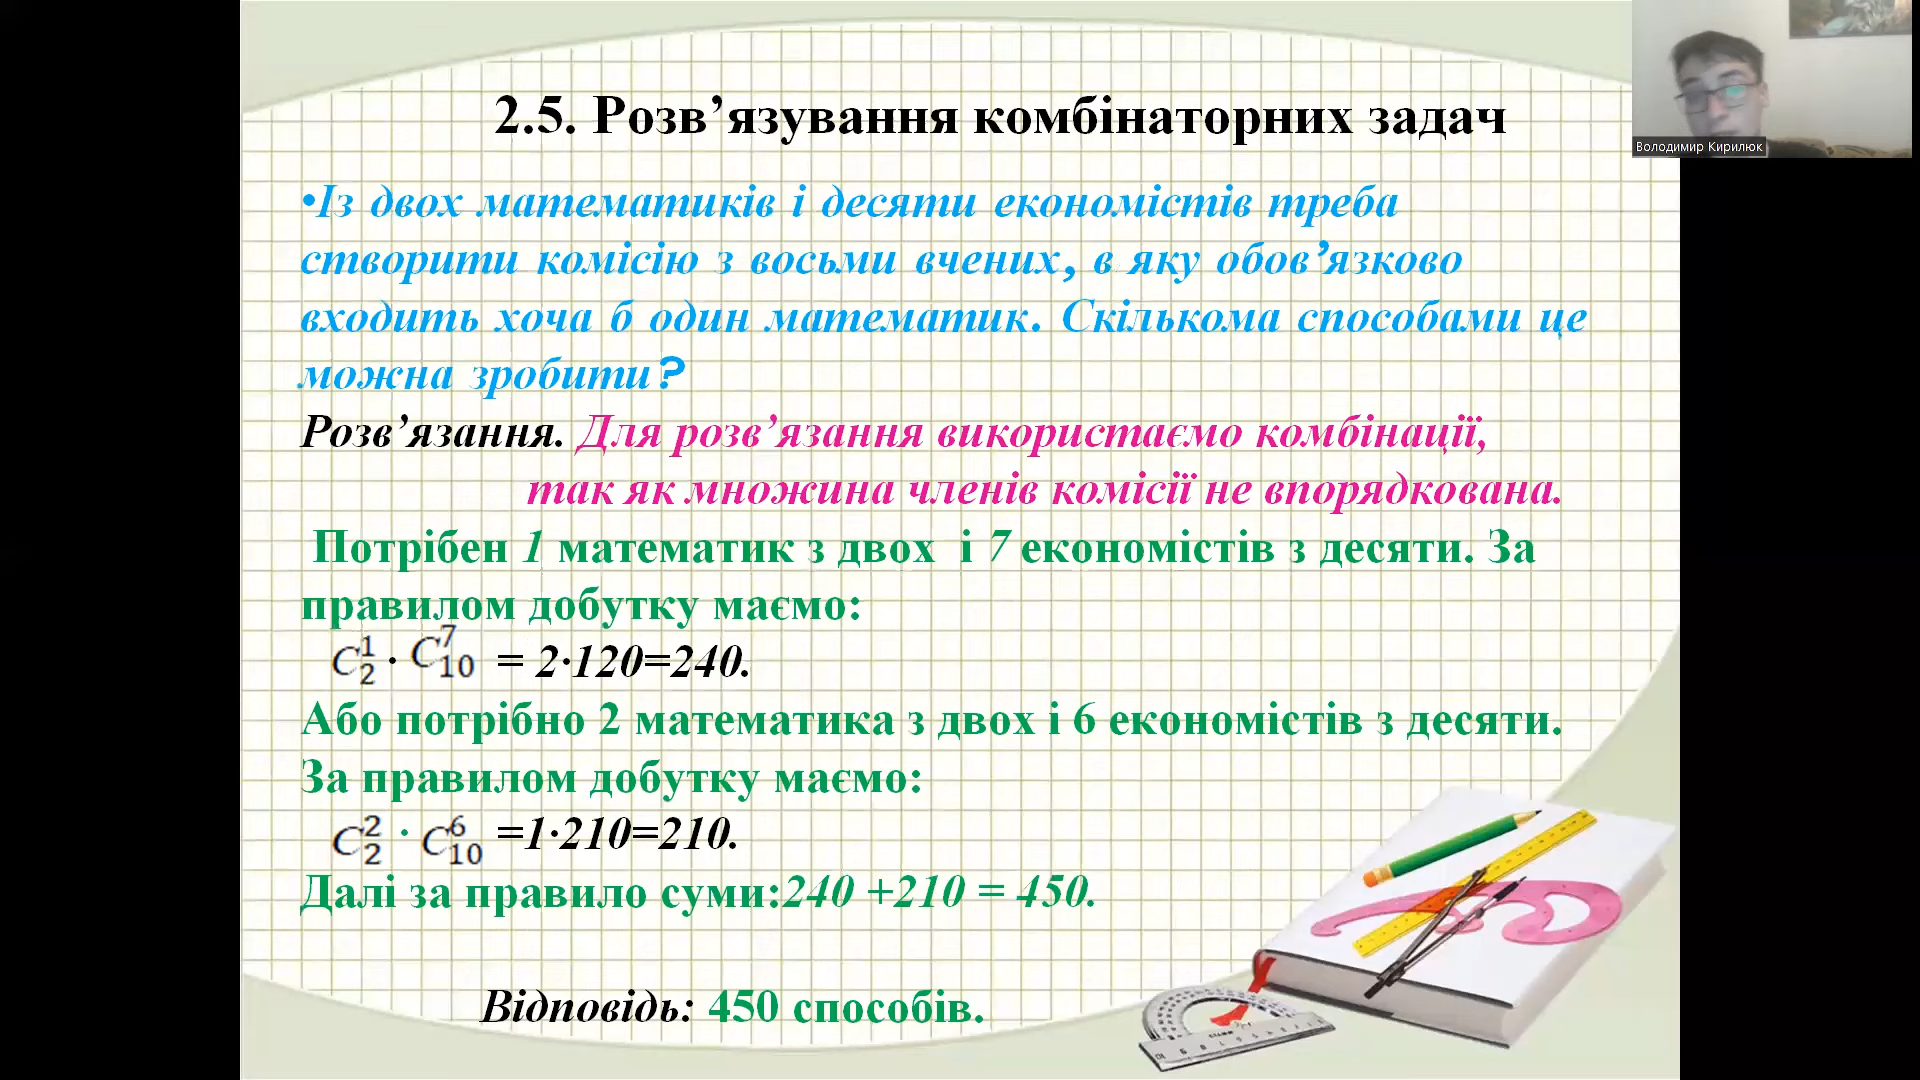 2.5. Розв’язування комбінаторних задач
Володимир Кирилюк
•Із двох математиків і десяти економістів треба
створити комісію з восьми вчених, в яку обов’язково
входить хоча б один математик. Скількома способами це
можна зробити?
Розв’язання. Для розв’язання використаємо комбінації,
так як множина членів комісії не впорядкована.
Потрібен 1 математик з двох і 7 економістів з десяти. За
правилом добутку маємо:
C₂¹ · C₁₀⁷ = 2·120=240.
Або потрібно 2 математика з двох і 6 економістів з десяти.
За правилом добутку маємо:
C₂² · C₁₀⁶ =1·210=210.
Далі за правило суми:240 +210 = 450.
Відповідь: 450 способів.